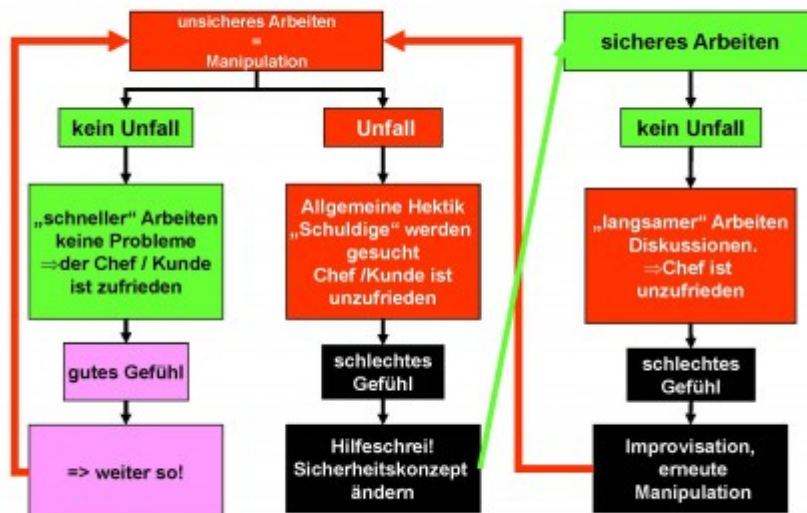 unsicheres Arbeiten
=
Manipulation
kein Unfall
„schneller“ Arbeiten
keine Probleme
⇒der Chef / Kunde
ist zufrieden
gutes Gefühl
=> weiter so!
Unfall
Allgemeine Hektik
„Schuldige“ werden
gesucht
Chef /Kunde ist
unzufrieden
schlechtes
Gefühl
Hilfeschrei!
Sicherheitskonzept
ändern
sicheres Arbeiten
kein Unfall
„langsamer“ Arbeiten
Diskussionen.
⇒Chef ist
unzufrieden
schlechtes
Gefühl
Improvisation,
erneute
Manipulation